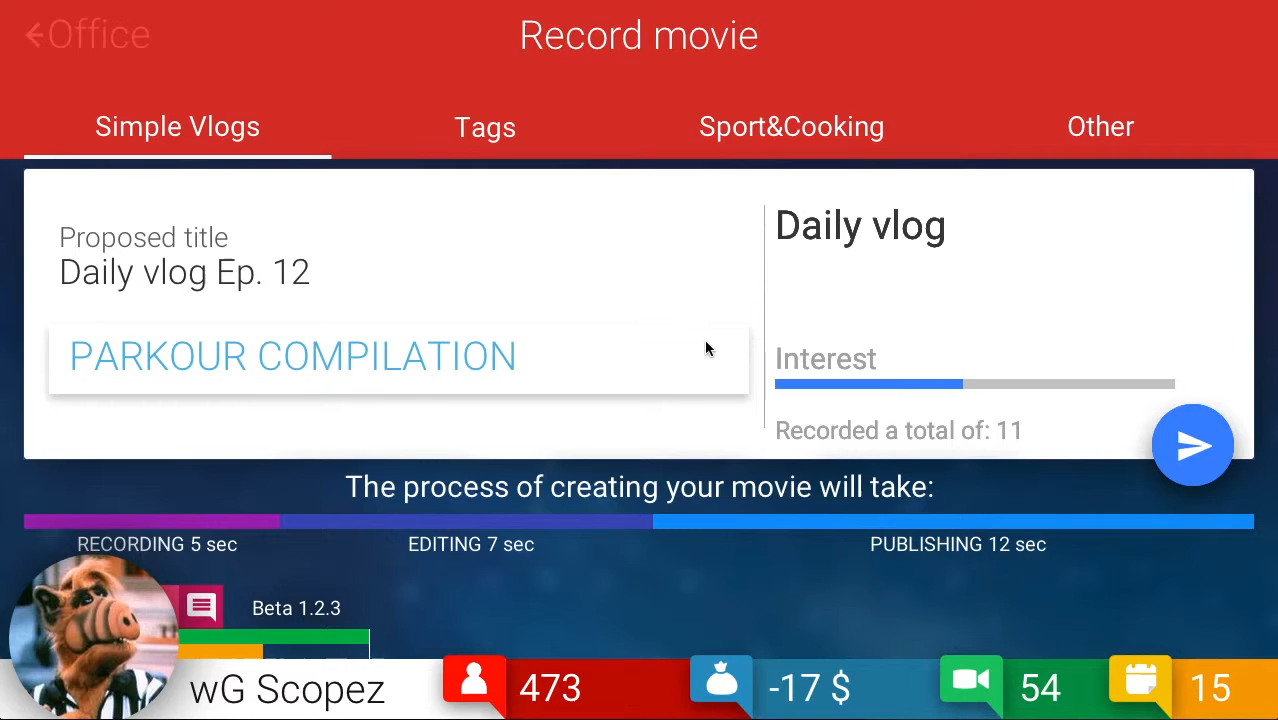 Office
Record movie
Simple Vlogs
Tags
Sport&Cooking
Other
Proposed title
Daily vlog Ep. 12
PARKOUR COMPILATION
Daily vlog
Interest
Recorded a total of: 11
The process of creating your movie will take:
RECORDING 5 sec
EDITING 7 sec
PUBLISHING 12 sec
Beta 1.2.3
wG Scopez
473
-17 $
54
15